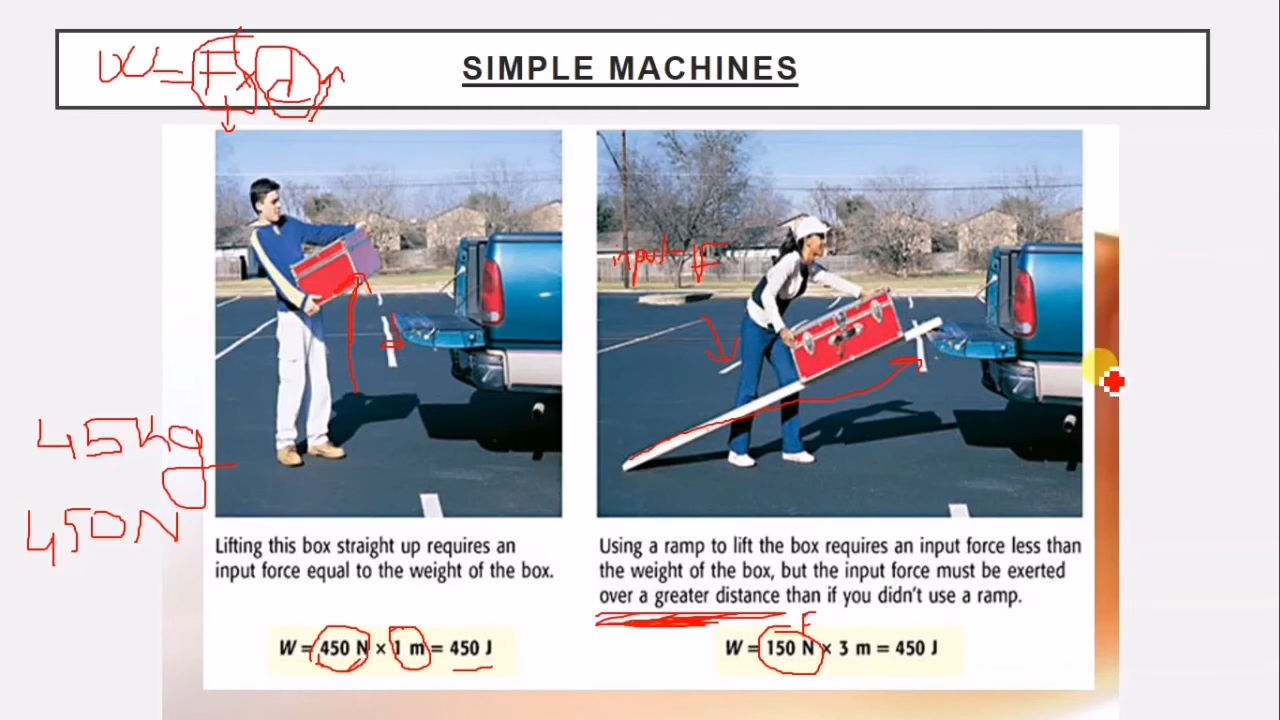 W = F × d
SIMPLE MACHINES
input F
45kg
450N
Lifting this box straight up requires an
input force equal to the weight of the box.
W = 450 N × 1 m = 450 J
Using a ramp to lift the box requires an input force less than
the weight of the box, but the input force must be exerted
over a greater distance than if you didn't use a ramp.
F
W = 150 N × 3 m = 450 J